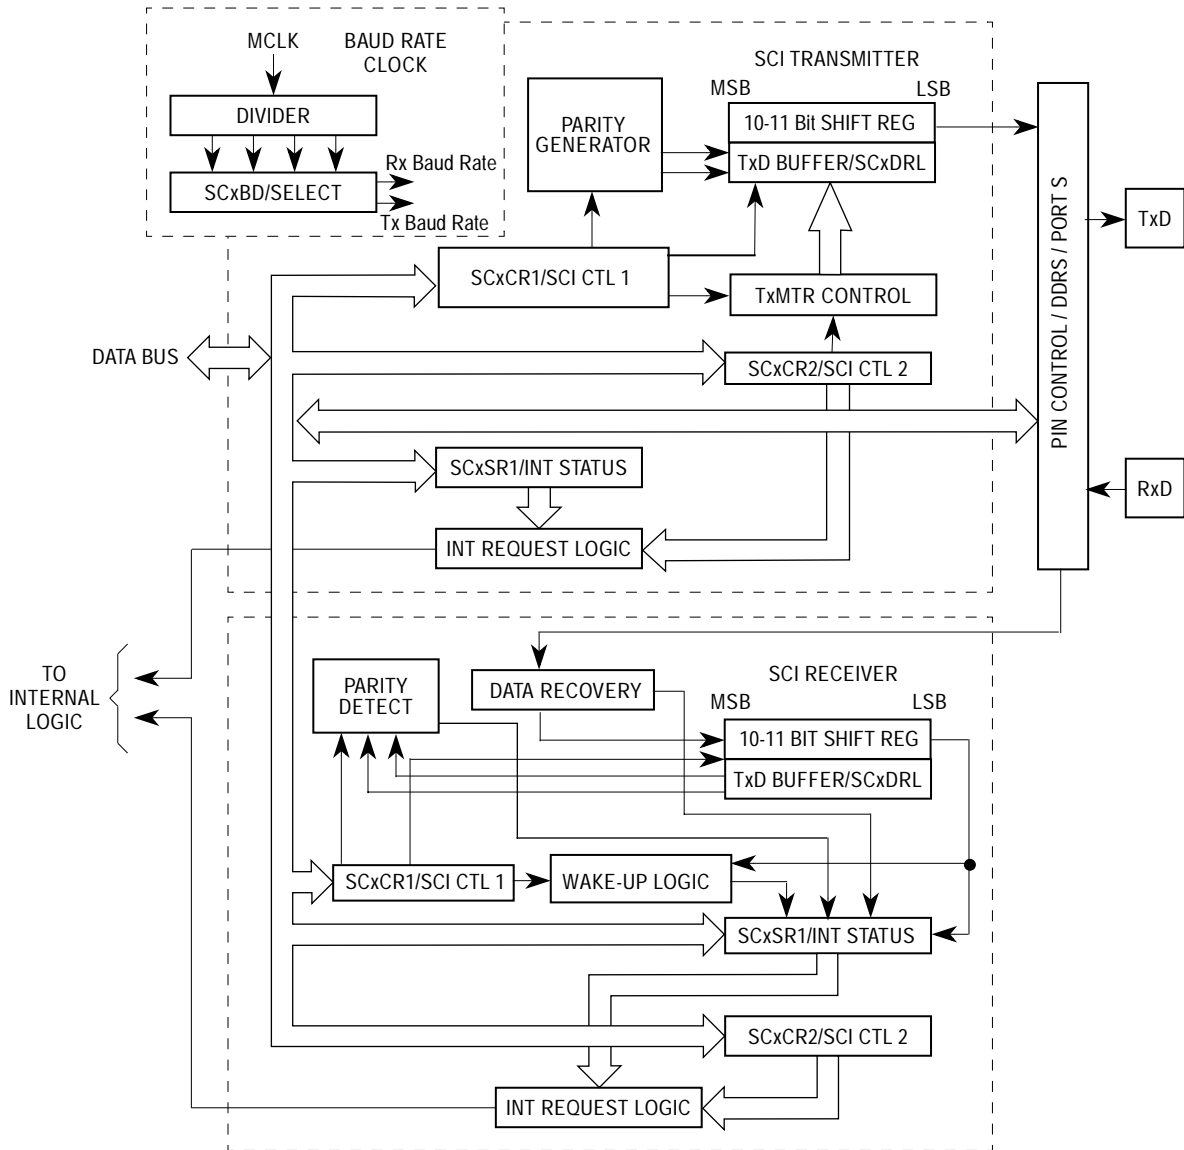 MCLK
BAUD RATE
CLOCK
DIVIDER
SCxBD/SELECT
Rx Baud Rate
Tx Baud Rate
SCI TRANSMITTER
MSB
LSB
PARITY
GENERATOR
10-11 Bit SHIFT REG
TxD BUFFER/SCxDRL
SCxCR1/SCI CTL 1
TxMTR CONTROL
DATA BUS
SCxCR2/SCI CTL 2
SCxSR1/INT STATUS
INT REQUEST LOGIC
PIN CONTROL / DDRS / PORT S
TxD
RxD
TO
INTERNAL
LOGIC
SCI RECEIVER
PARITY
DETECT
DATA RECOVERY
MSB
LSB
10-11 BIT SHIFT REG
TxD BUFFER/SCxDRL
SCxCR1/SCI CTL 1
WAKE-UP LOGIC
SCxSR1/INT STATUS
SCxCR2/SCI CTL 2
INT REQUEST LOGIC